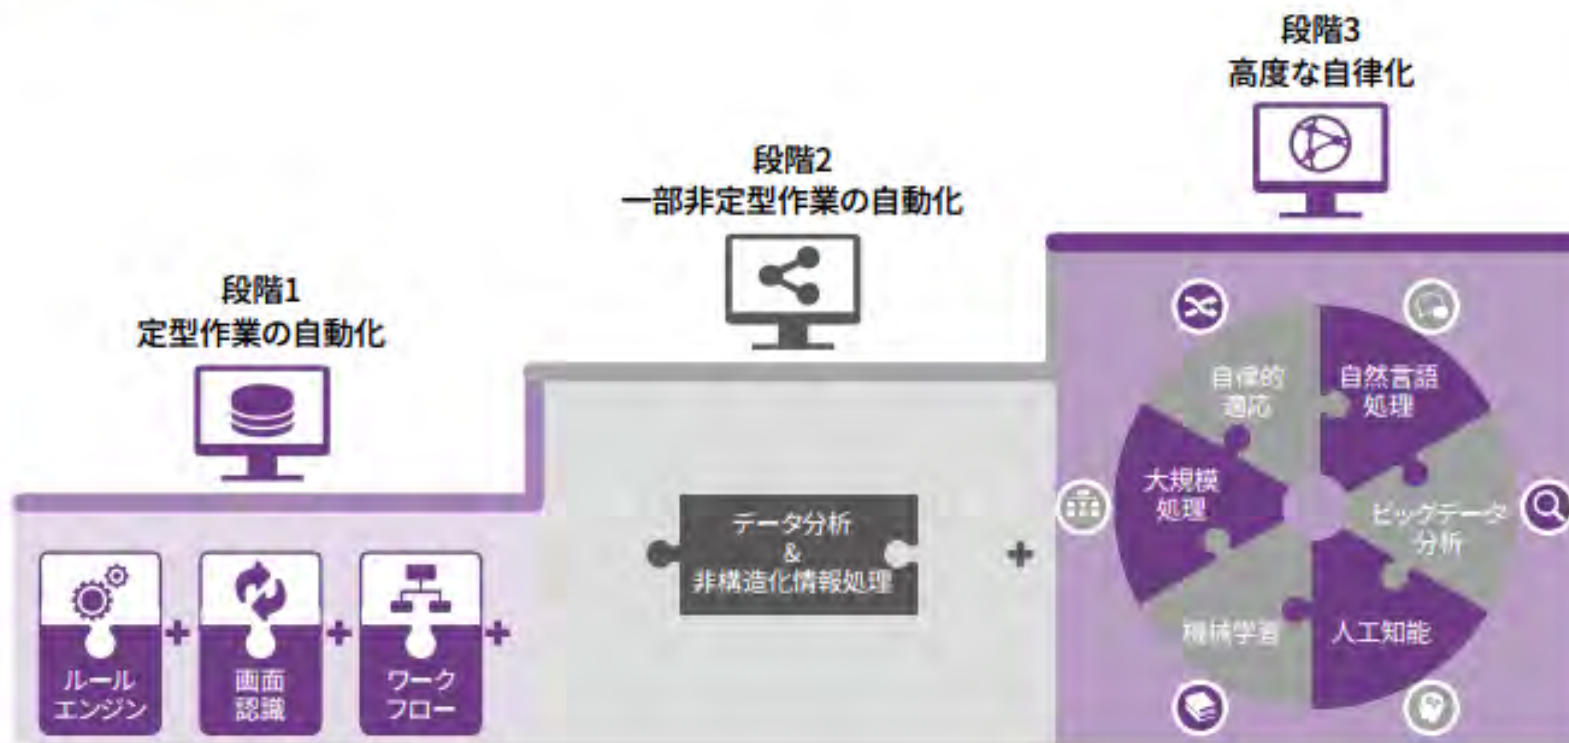 段階1
定型作業の自動化
ルール
エンジン
+
画面
認識
+
ワーク
フロー
+
段階2
一部非定型作業の自動化
データ分析
&
非構造化情報処理
+
段階3
高度な自律化
自律的
適応
自然言語
処理
大規模
処理
ビッグデータ
分析
機械学習
人工知能